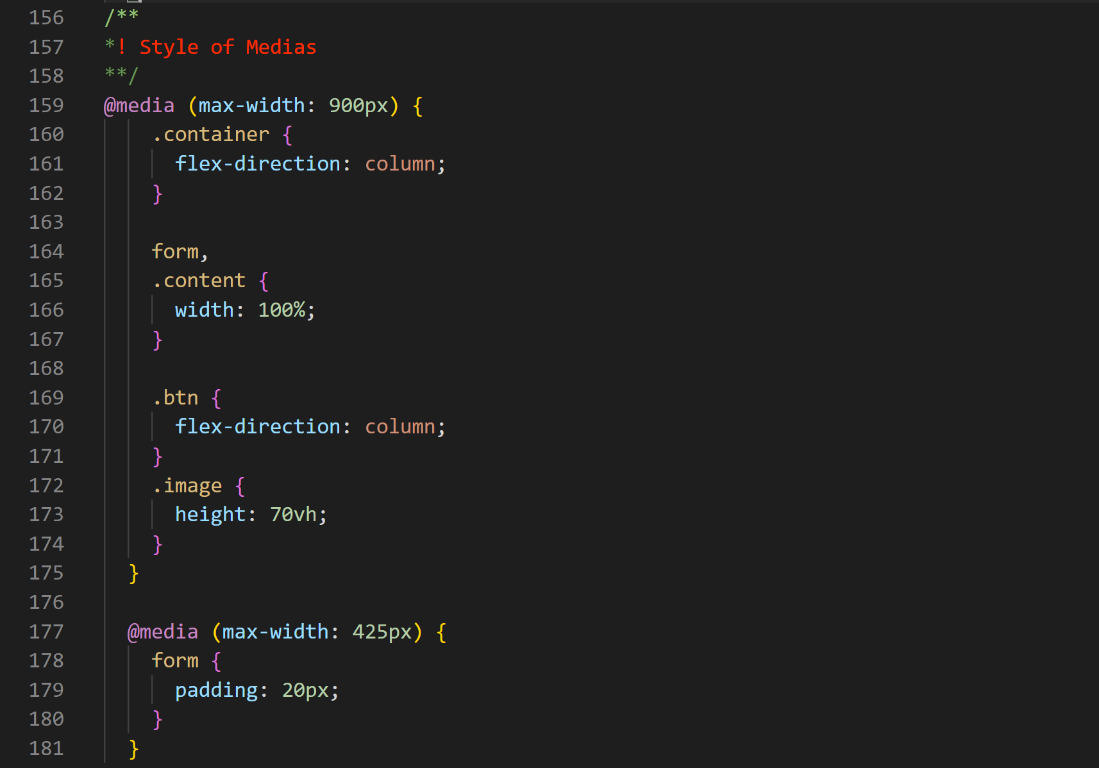 156 /**
157 *! Style of Medias
158 **/
159 @media (max-width: 900px) {
160     .container {
161       flex-direction: column;
162     }
163
164     form,
165     .content {
166       width: 100%;
167     }
168
169     .btn {
170       flex-direction: column;
171     }
172     .image {
173       height: 70vh;
174     }
175   }
176
177   @media (max-width: 425px) {
178     form {
179       padding: 20px;
180     }
181   }